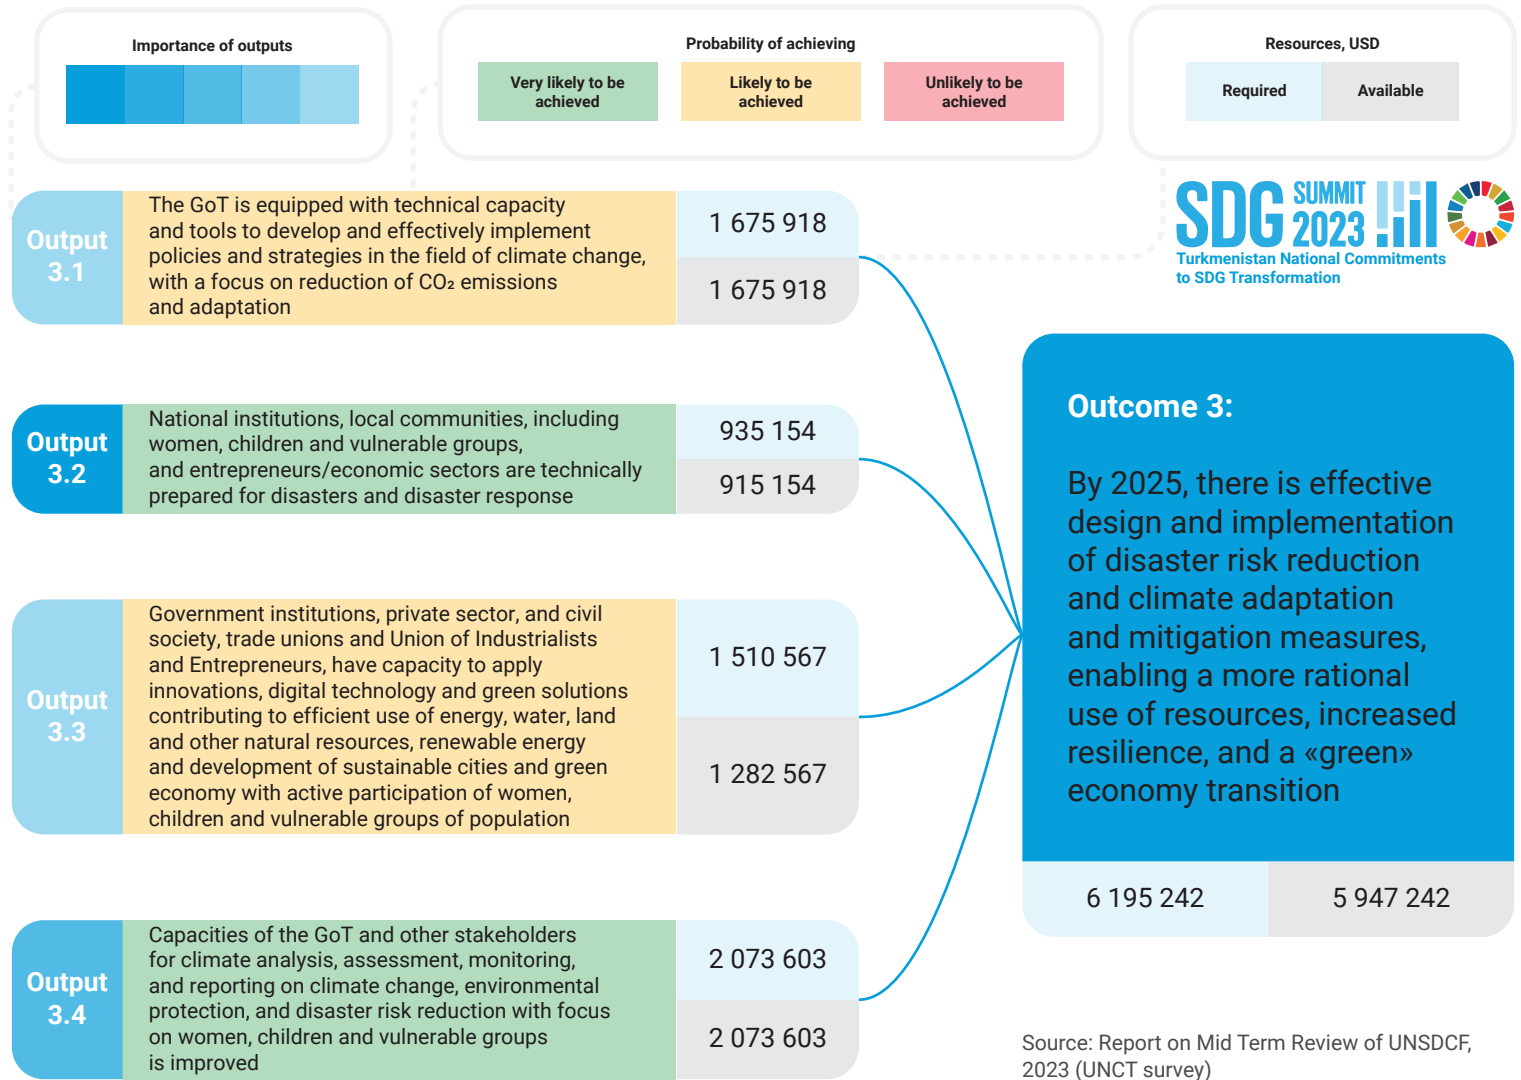 Importance of outputs
Probability of achieving
Very likely to be
achieved
Likely to be
achieved
Unlikely to be
achieved
Resources, USD
Required
Available
SDG SUMMIT
2023
Turkmenistan National Commitments
to SDG Transformation
Output
3.1
The GoT is equipped with technical capacity
and tools to develop and effectively implement
policies and strategies in the field of climate change,
with a focus on reduction of CO₂ emissions
and adaptation
1 675 918
1 675 918
Output
3.2
National institutions, local communities, including
women, children and vulnerable groups,
and entrepreneurs/economic sectors are technically
prepared for disasters and disaster response
935 154
915 154
Output
3.3
Government institutions, private sector, and civil
society, trade unions and Union of Industrialists
and Entrepreneurs, have capacity to apply
innovations, digital technology and green solutions
contributing to efficient use of energy, water, land
and other natural resources, renewable energy
and development of sustainable cities and green
economy with active participation of women,
children and vulnerable groups of population
1 510 567
1 282 567
Output
3.4
Capacities of the GoT and other stakeholders
for climate analysis, assessment, monitoring,
and reporting on climate change, environmental
protection, and disaster risk reduction with focus
on women, children and vulnerable groups
is improved
2 073 603
2 073 603
Outcome 3:
By 2025, there is effective
design and implementation
of disaster risk reduction
and climate adaptation
and mitigation measures,
enabling a more rational
use of resources, increased
resilience, and a «green»
economy transition
6 195 242
5 947 242
Source: Report on Mid Term Review of UNSDCF,
2023 (UNCT survey)